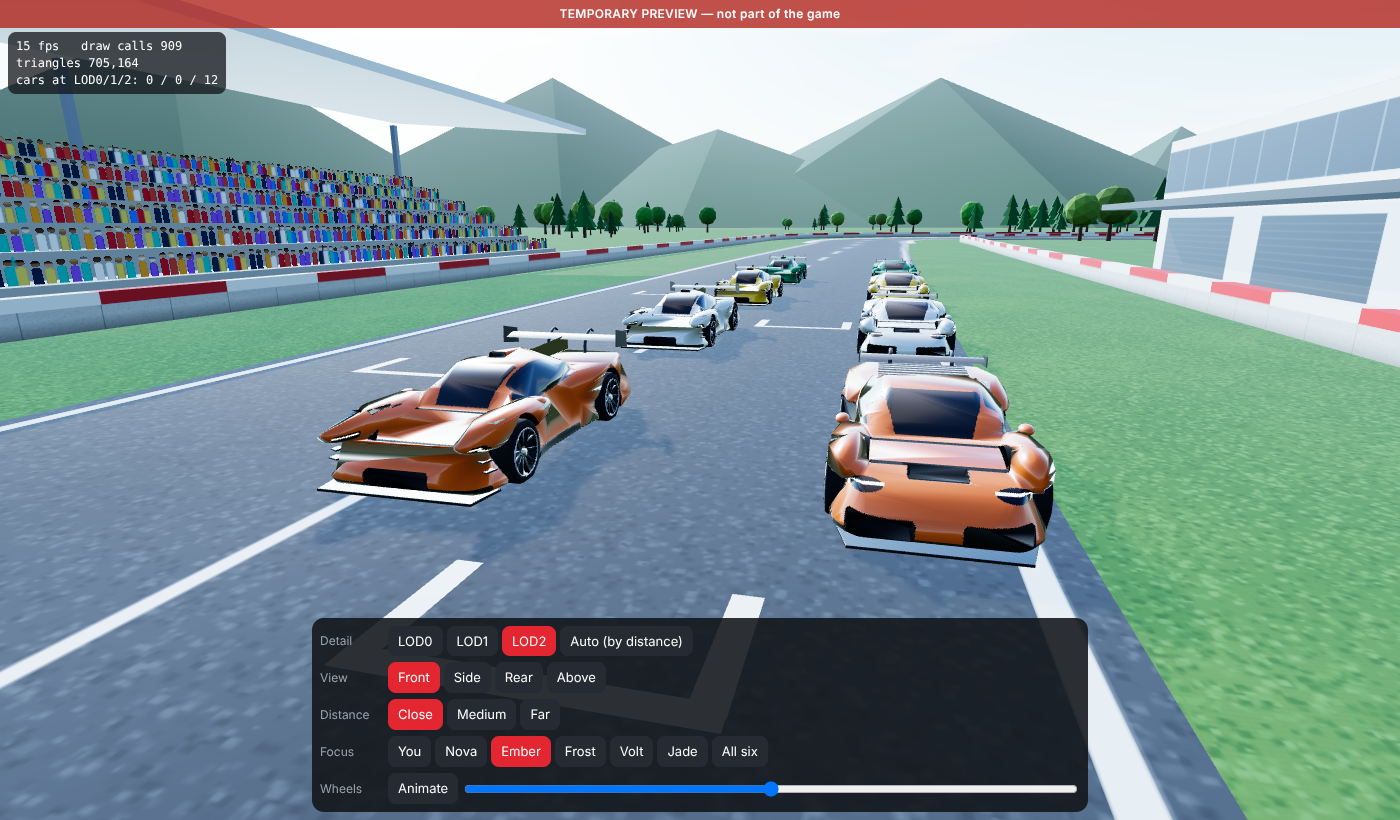 TEMPORARY PREVIEW — not part of the game
15 fps   draw calls 909
triangles 705,164
cars at LOD0/1/2: 0 / 0 / 12
Detail LOD0 LOD1 LOD2 Auto (by distance)
View Front Side Rear Above
Distance Close Medium Far
Focus You Nova Ember Frost Volt Jade All six
Wheels Animate